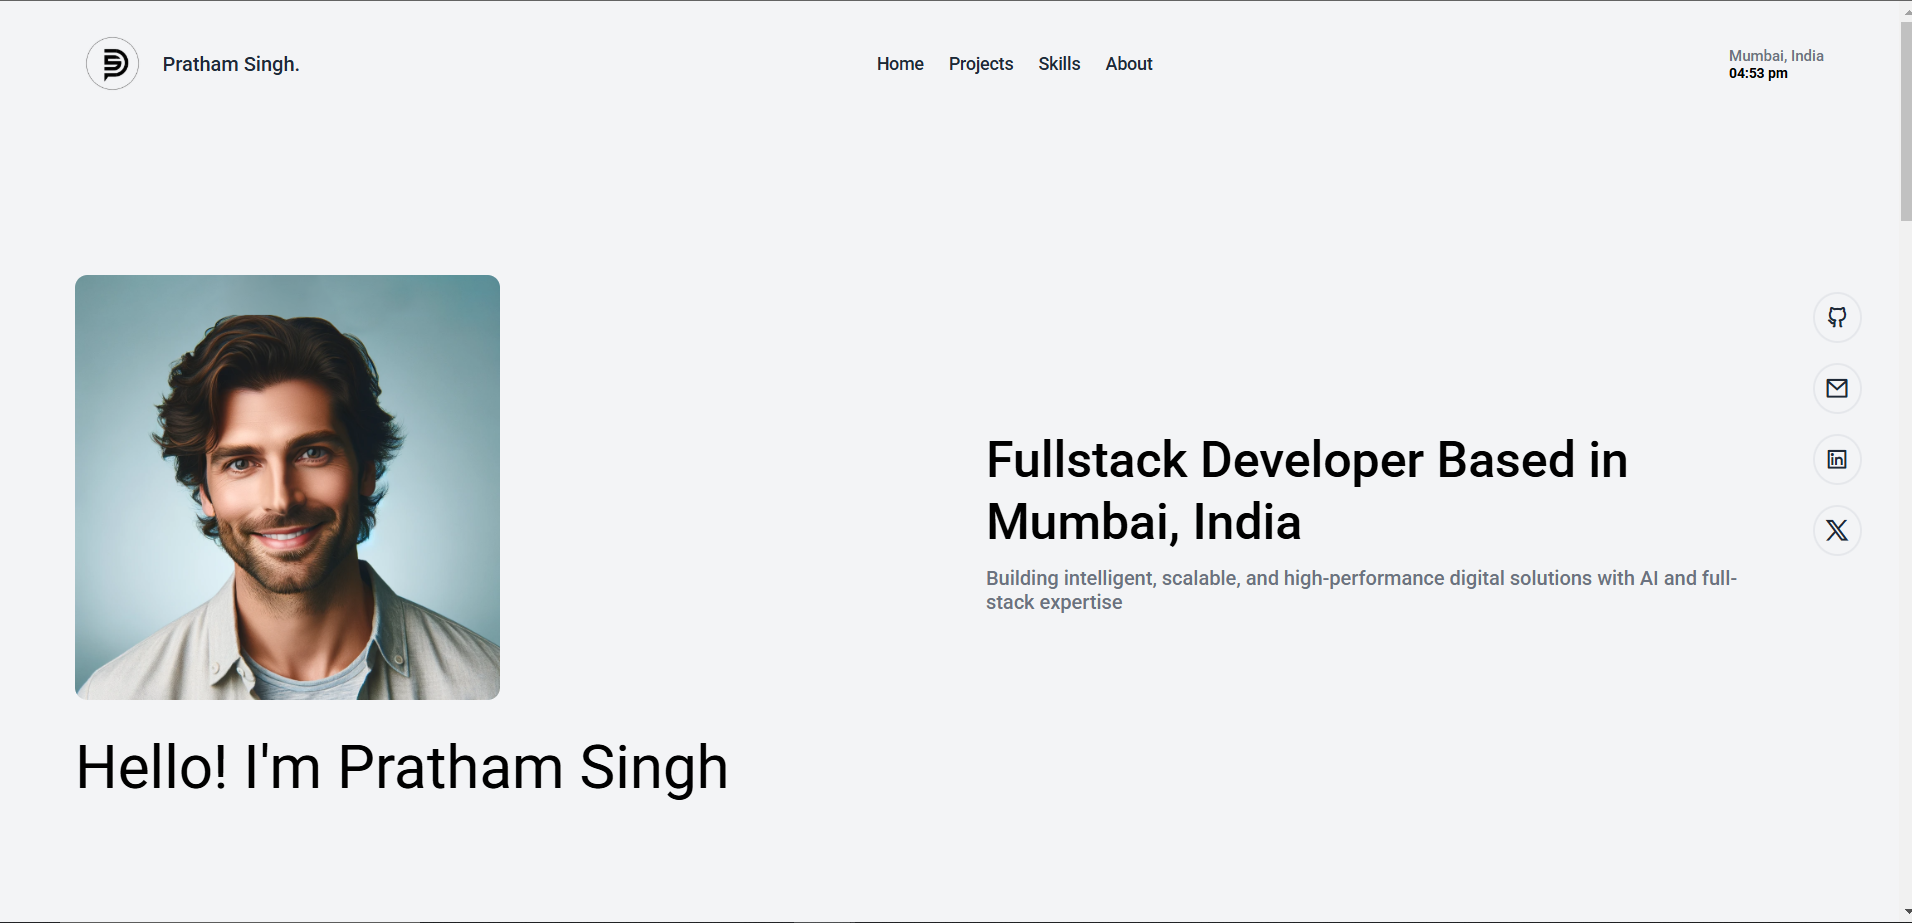 Pratham Singh.
Home Projects Skills About
Mumbai, India
04:53 pm
Fullstack Developer Based in
Mumbai, India
Building intelligent, scalable, and high-performance digital solutions with AI and full-
stack expertise
Hello! I'm Pratham Singh